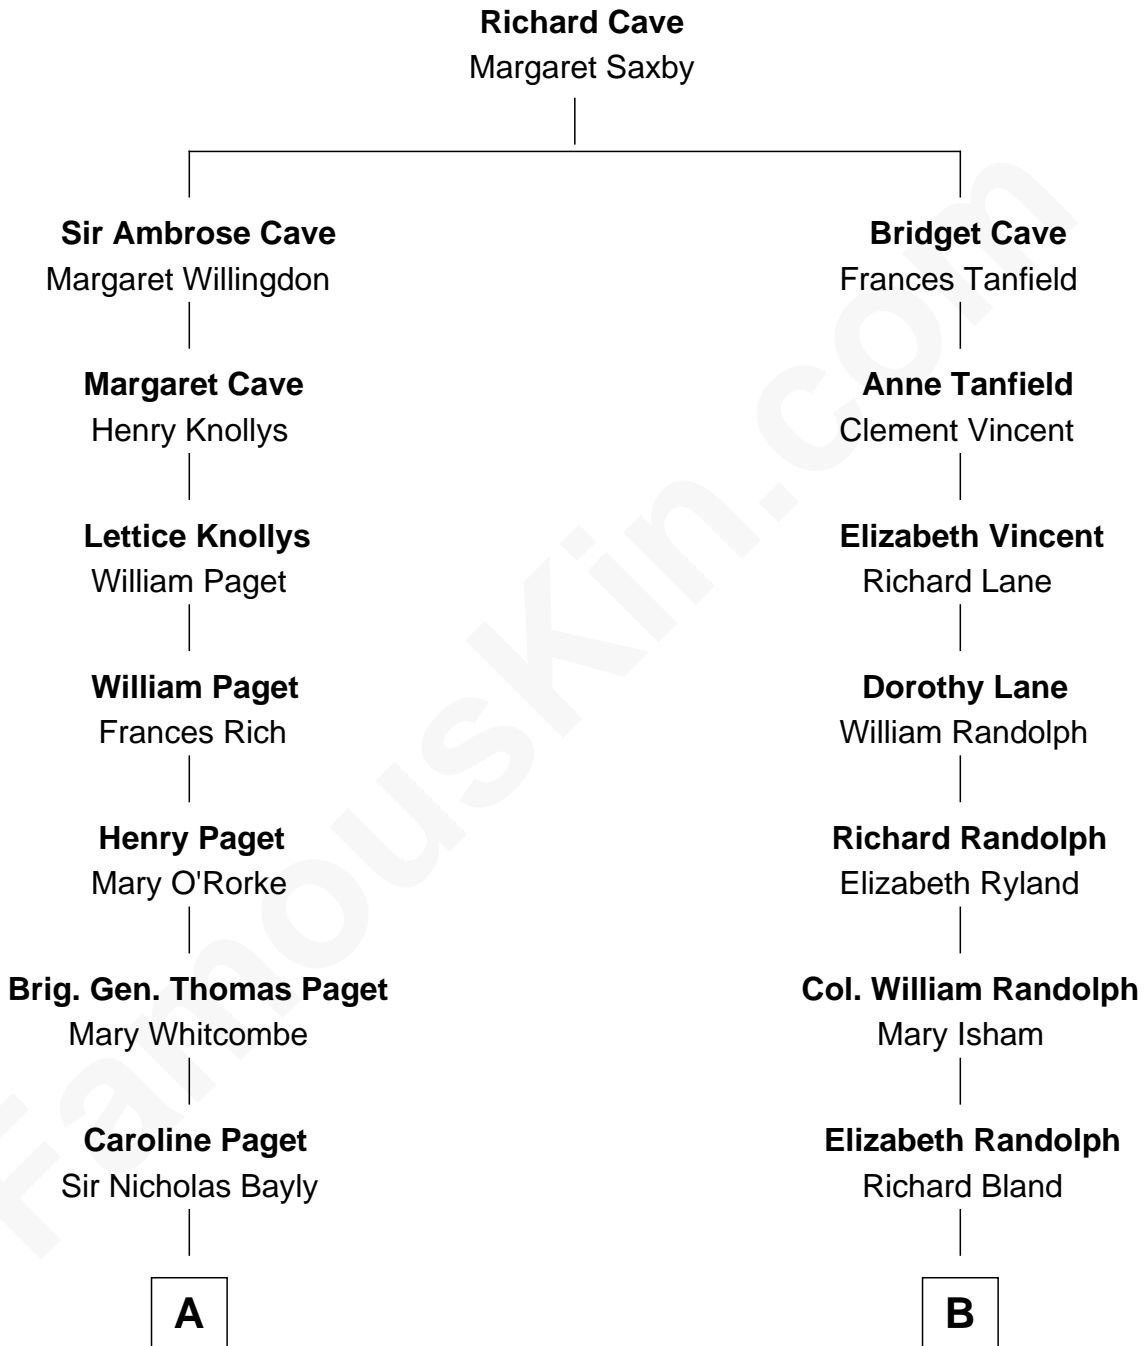 Richard Cave
Margaret Saxby
Sir Ambrose Cave
Margaret Willingdon
Margaret Cave
Henry Knollys
Lettice Knollys
William Paget
William Paget
Frances Rich
Henry Paget
Mary O'Rorke
Brig. Gen. Thomas Paget
Mary Whitcombe
Caroline Paget
Sir Nicholas Bayly
A
Bridget Cave
Frances Tanfield
Anne Tanfield
Clement Vincent
Elizabeth Vincent
Richard Lane
Dorothy Lane
William Randolph
Richard Randolph
Elizabeth Ryland
Col. William Randolph
Mary Isham
Elizabeth Randolph
Richard Bland
B
FamousKin.com